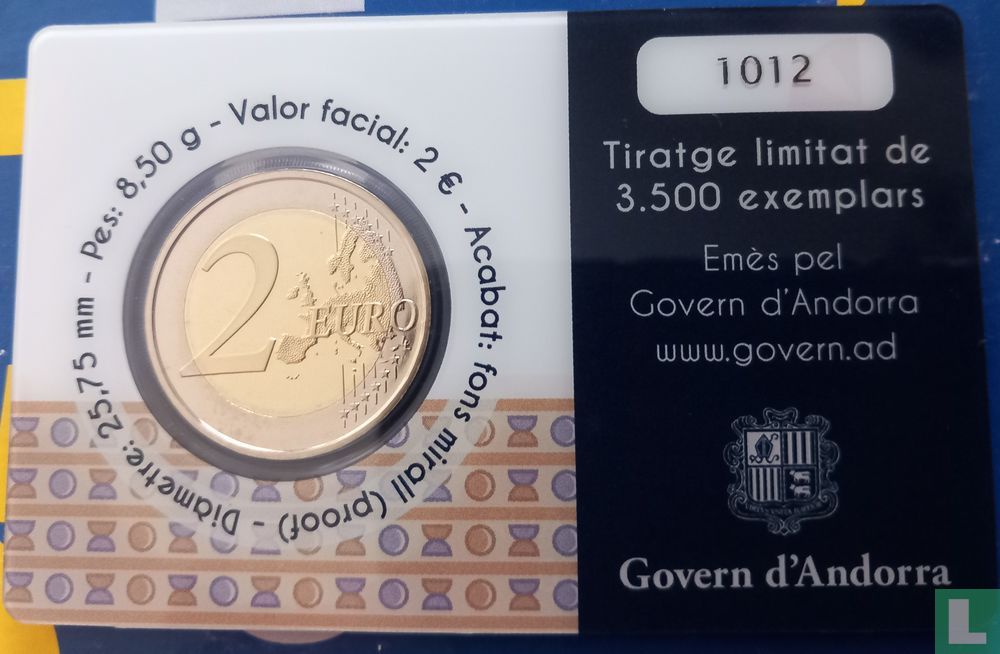 Diàmetre: 25,75 mm - Pes: 8,50 g - Valor facial: 2 € - Acabat: fons mirall (proof) -
2 EURO
1012
Tiratge limitat de
3.500 exemplars
Emès pel
Govern d'Andorra
www.govern.ad
Govern d'Andorra
L